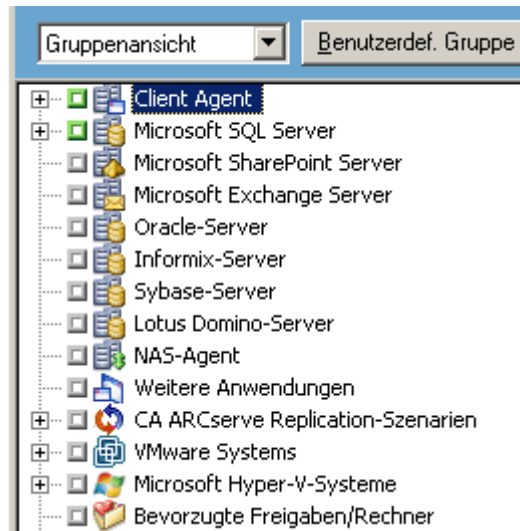 Gruppenansicht Benutzerdef. Gruppe
Client Agent
Microsoft SQL Server
Microsoft SharePoint Server
Microsoft Exchange Server
Oracle-Server
Informix-Server
Sybase-Server
Lotus Domino-Server
NAS-Agent
Weitere Anwendungen
CA ARCserve Replication-Szenarien
VMware Systems
Microsoft Hyper-V-Systeme
Bevorzugte Freigaben/Rechner